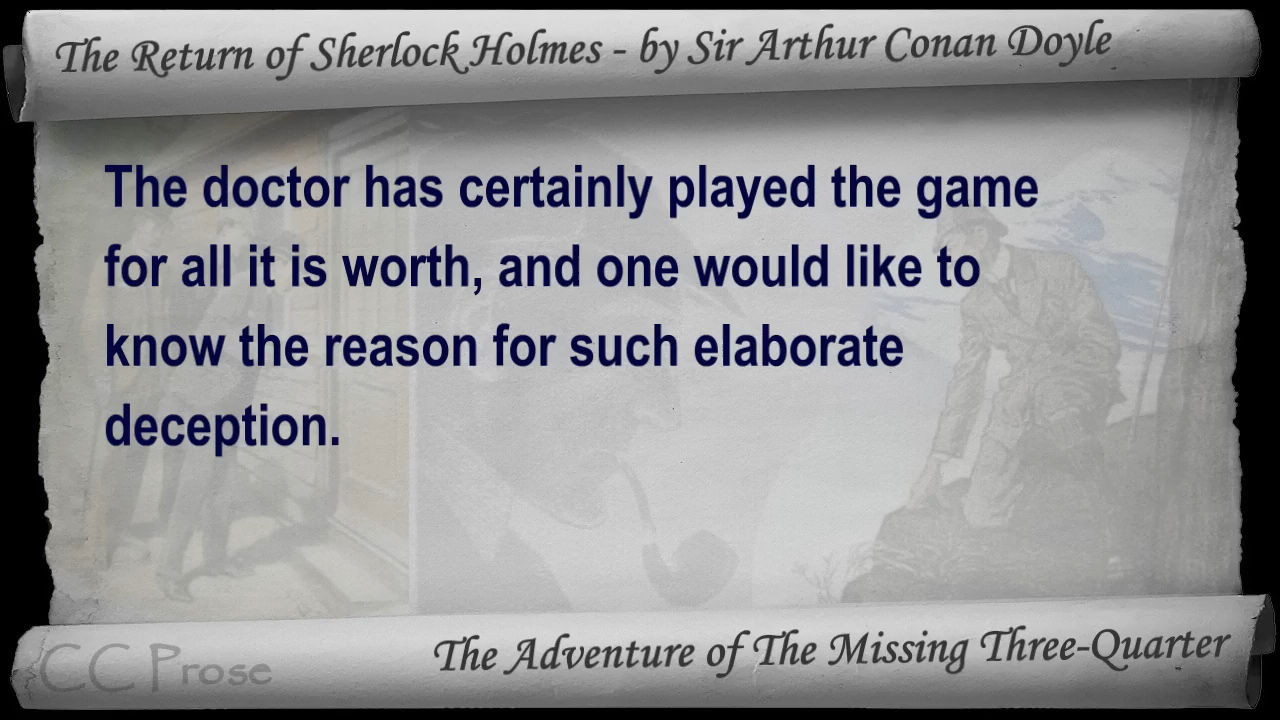 The Return of Sherlock Holmes - by Sir Arthur Conan Doyle
The doctor has certainly played the game
for all it is worth, and one would like to
know the reason for such elaborate
deception.
CC Prose
The Adventure of The Missing Three-Quarter